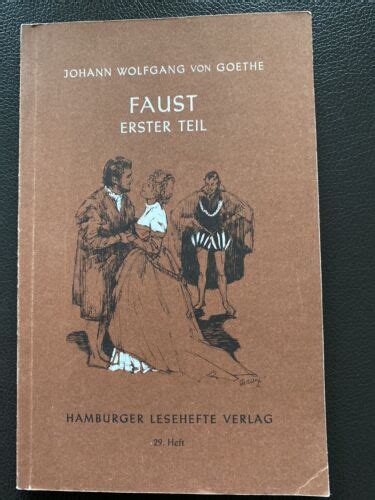 JOHANN WOLFGANG VON GOETHE
FAUST
ERSTER TEIL
HAMBURGER LESEHEFTE VERLAG
29. Heft